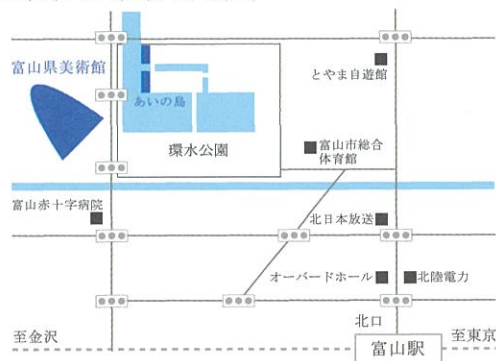 富山県美術館
とやま自遊館
あいの島
環水公園
富山市総合
体育館
富山赤十字病院
北日本放送
オーバードホール
北陸電力
北口
至金沢
富山駅
至東京